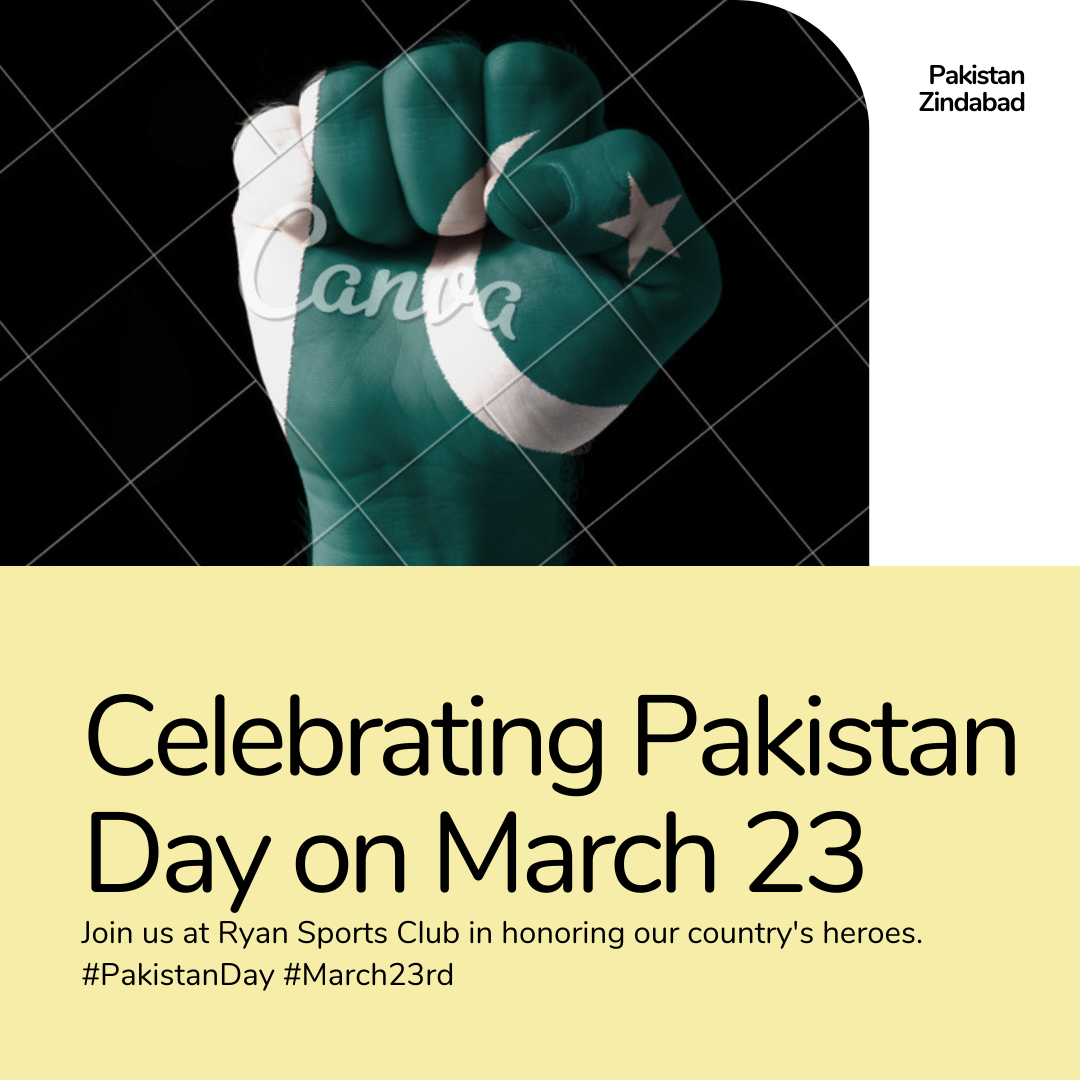 Pakistan
Zindabad
Canva
Celebrating Pakistan
Day on March 23
Join us at Ryan Sports Club in honoring our country's heroes.
#PakistanDay #March23rd